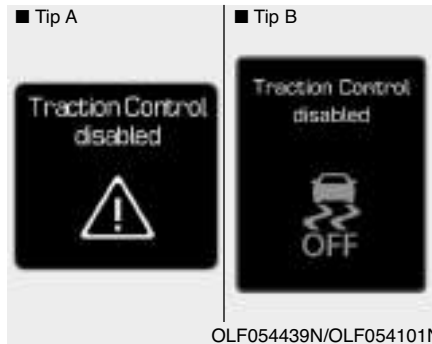 ■ Tip A
Traction Control
disabled
■ Tip B
Traction Control
disabled
OFF
OLF054439N/OLF054101N